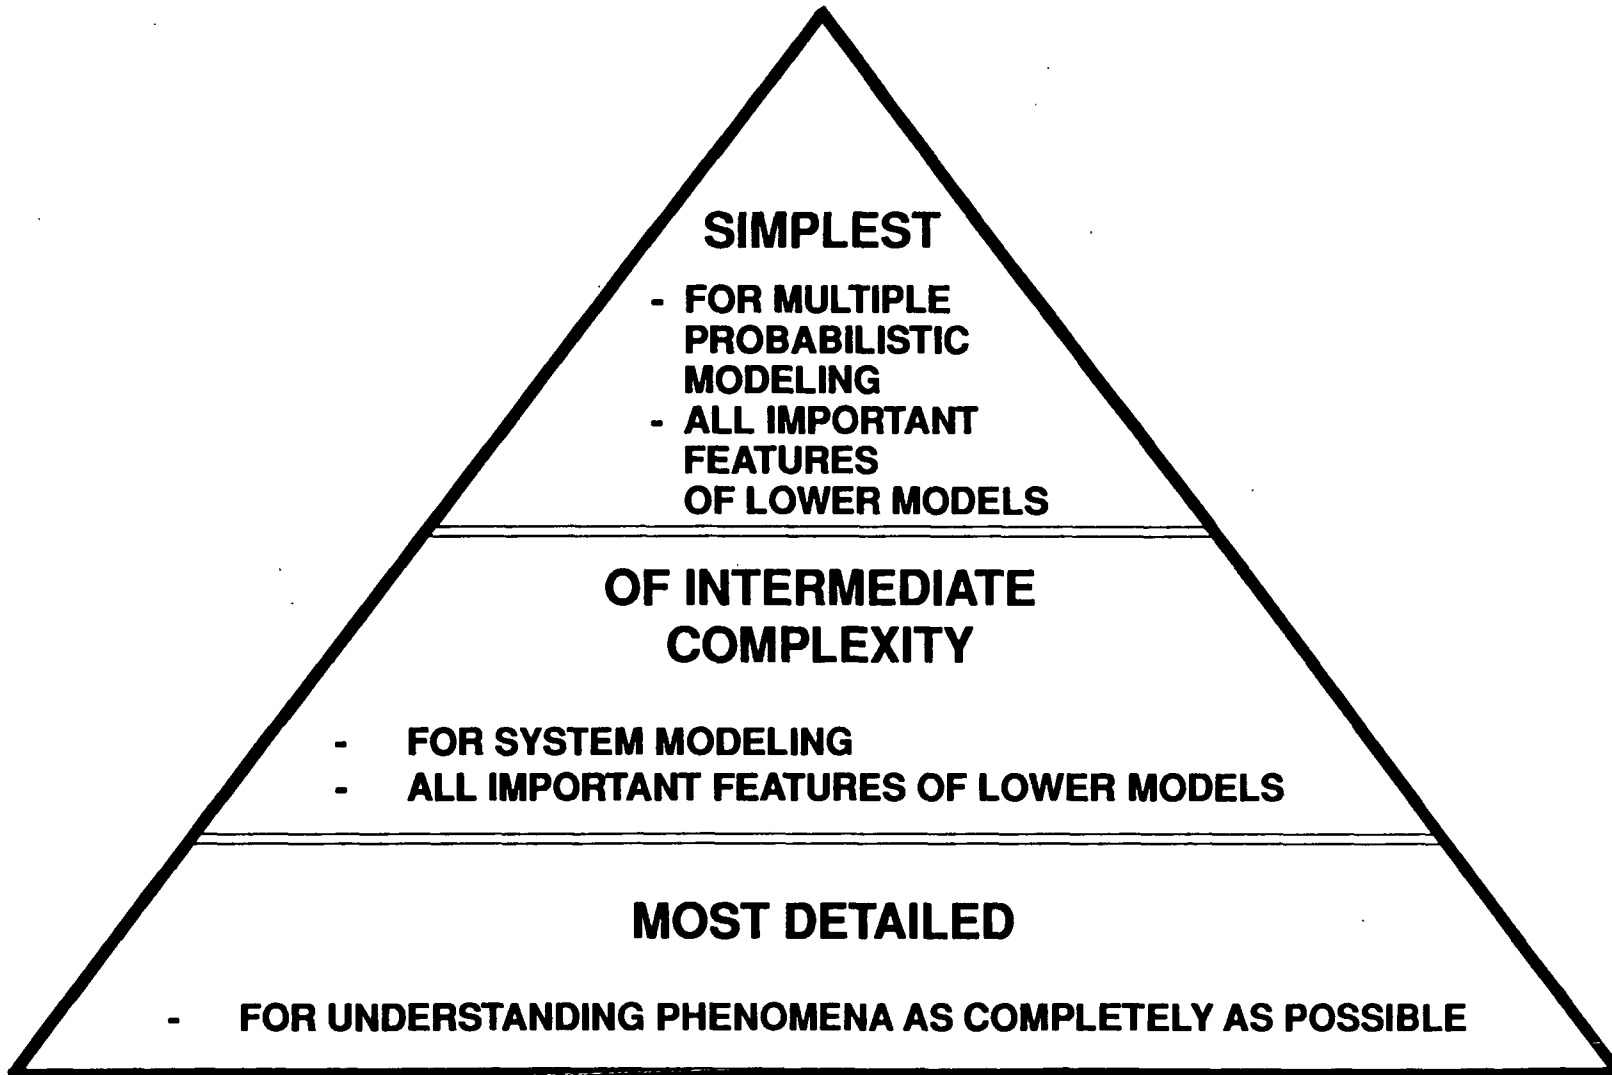 SIMPLEST
- FOR MULTIPLE
PROBABILISTIC
MODELING
- ALL IMPORTANT
FEATURES
OF LOWER MODELS
OF INTERMEDIATE
COMPLEXITY
- FOR SYSTEM MODELING
- ALL IMPORTANT FEATURES OF LOWER MODELS
MOST DETAILED
- FOR UNDERSTANDING PHENOMENA AS COMPLETELY AS POSSIBLE